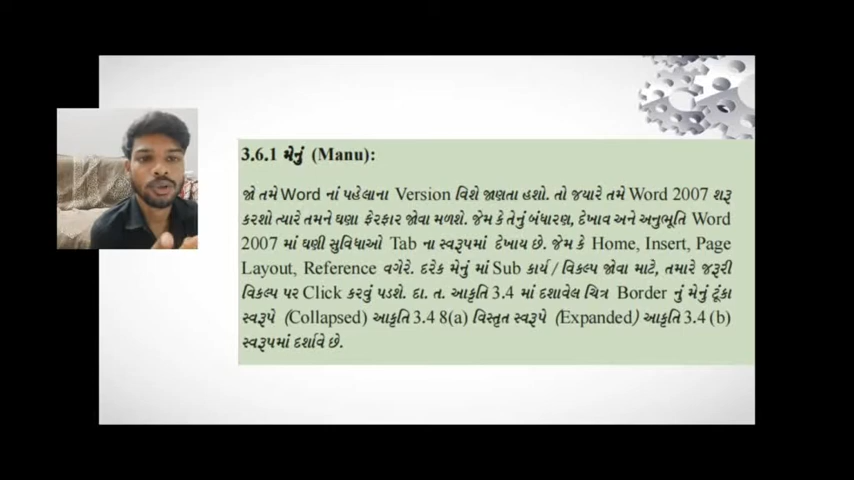 3.6.1 મેનું (Manu):
જો તમે Word નાં પહેલાના Version વિશે જાણતા હશો. તો જયારે તમે Word 2007 શરૂ
કરશો ત્યારે તમને ઘણા ફેરફાર જોવા મળશે. જેમ કે તેનું બંધારણ, દેખાવ અને અનુભૂતિ Word
2007 માં ઘણી સુવિધાઓ Tab ના સ્વરૂપમાં દેખાય છે. જેમ કે Home, Insert, Page
Layout, Reference વગેરે. દરેક મેનું માં Sub કાર્ય / વિકલ્પ જોવા માટે, તમારે જરૂરી
વિકલ્પ પર Click કરવું પડશે. દા. ત. આકૃતિ 3.4 માં દશાવેલ ચિત્ર Border નું મેનું ટૂંકા
સ્વરૂપે (Collapsed) આકૃતિ 3.4 8(a) વિસ્તૃત સ્વરૂપે (Expanded) આકૃતિ 3.4 (b)
સ્વરૂપમાં દર્શાવે છે.